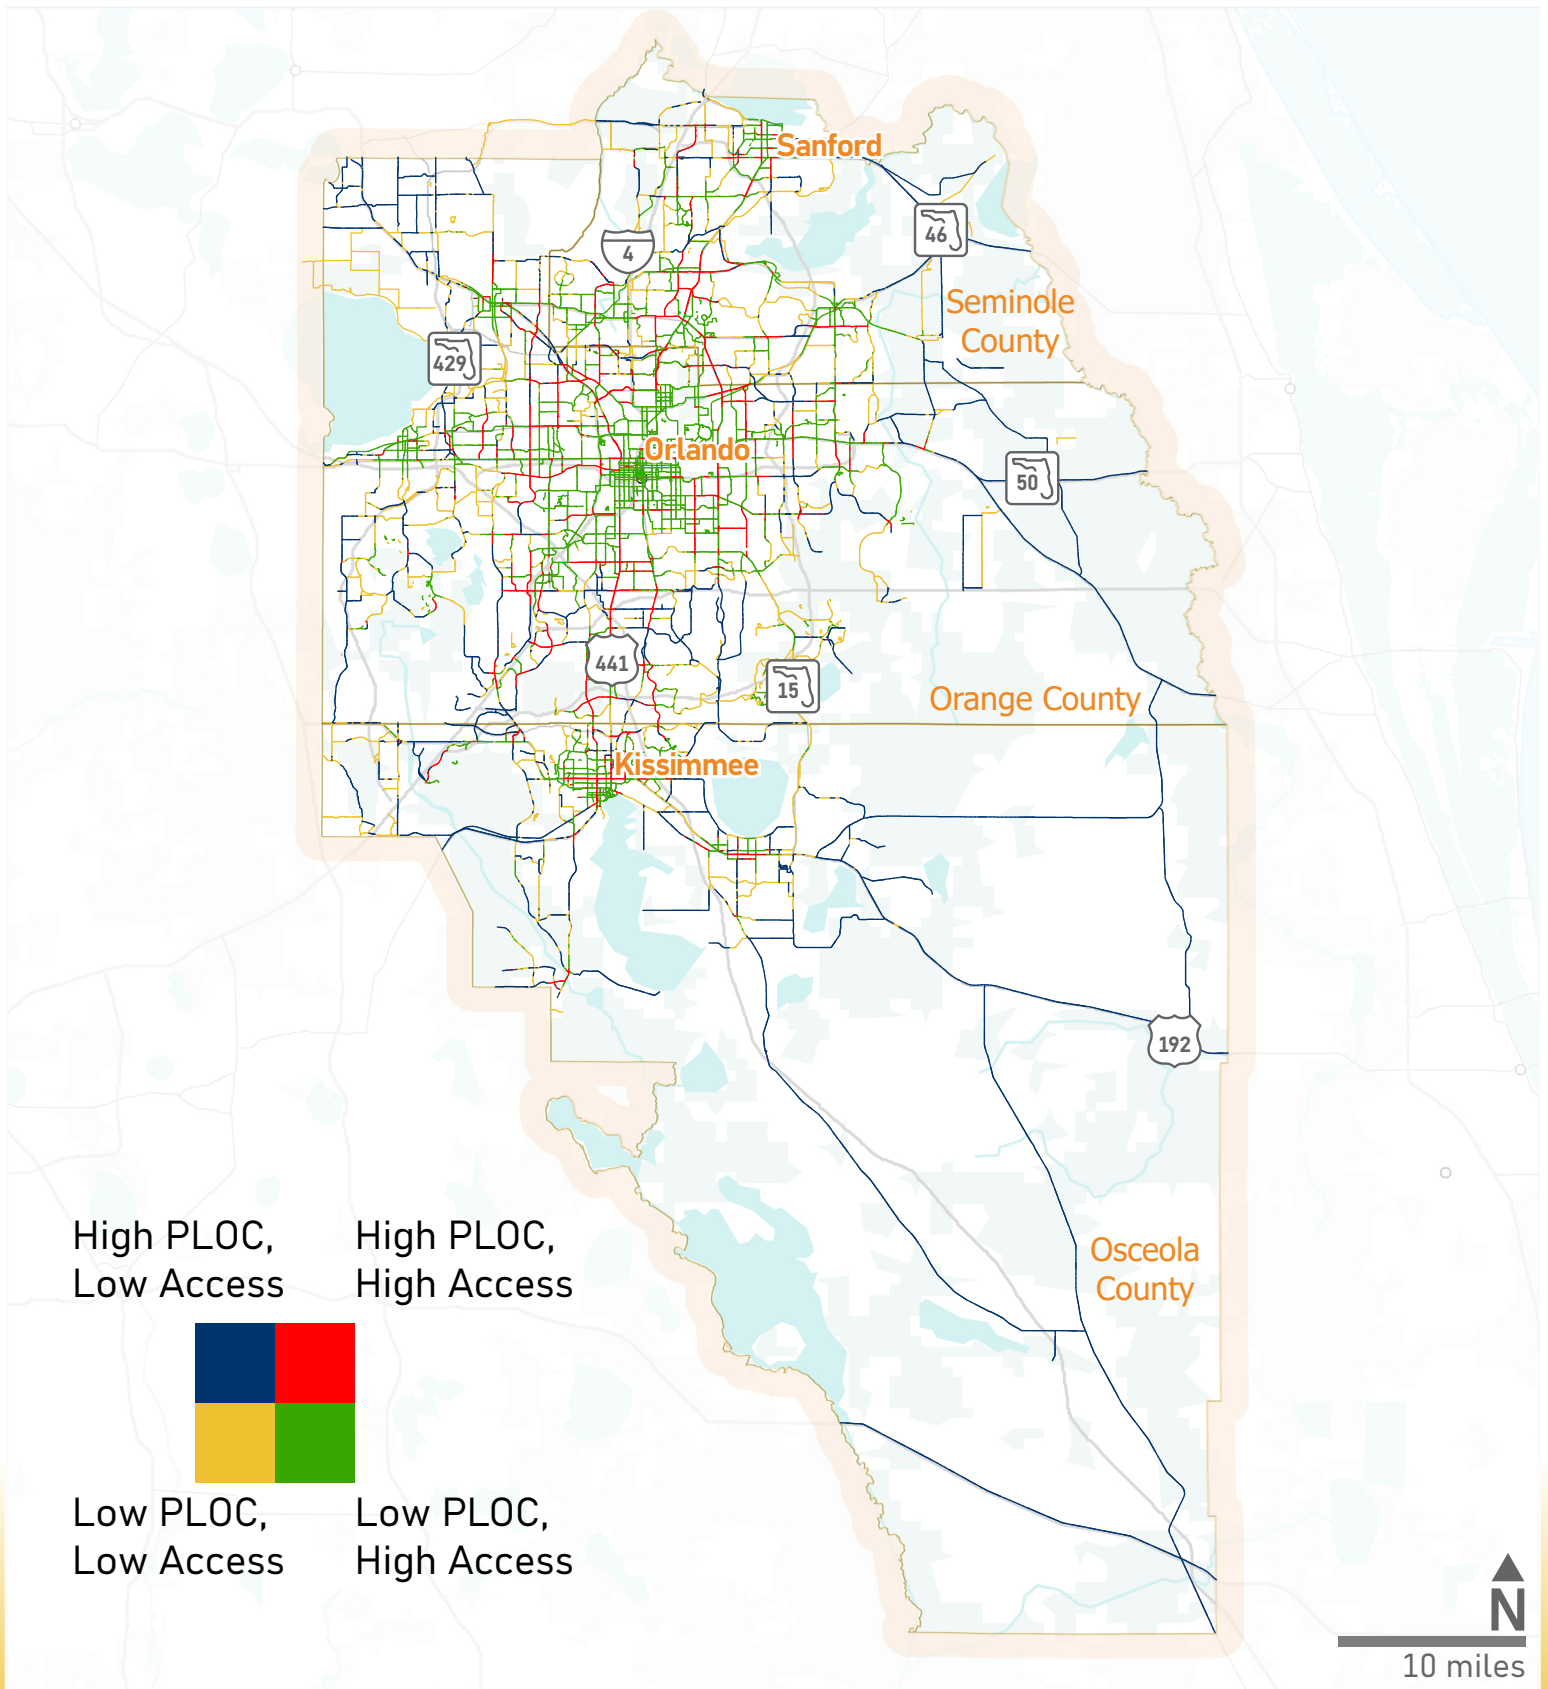 Sanford
46
4
Seminole
County
429
Orlando
50
441
15
Orange County
Kissimmee
192
High PLOC,
Low Access
High PLOC,
High Access
Osceola
County
Low PLOC,
Low Access
Low PLOC,
High Access
N
10 miles